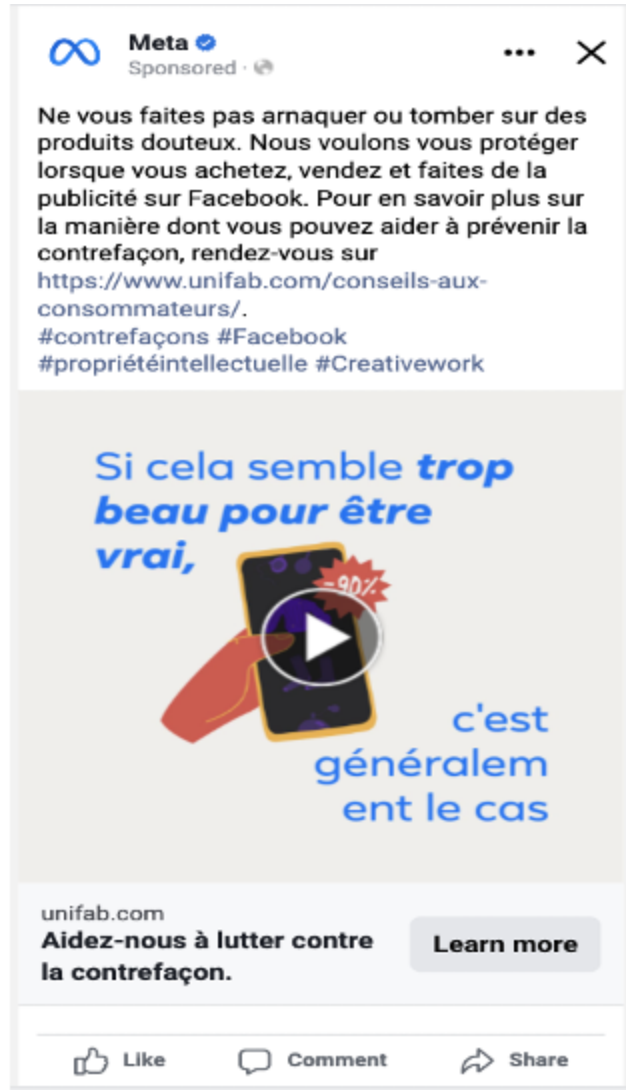 Meta
Sponsored ·
Ne vous faites pas arnaquer ou tomber sur des
produits douteux. Nous voulons vous protéger
lorsque vous achetez, vendez et faites de la
publicité sur Facebook. Pour en savoir plus sur
la manière dont vous pouvez aider à prévenir la
contrefaçon, rendez-vous sur
https://www.unifab.com/conseils-aux-
consommateurs/.
#contrefaçons #Facebook
#propriétéintellectuelle #Creativework
Si cela semble trop
beau pour être
vrai,
-90%
c'est
généralem
ent le cas
unifab.com
Aidez-nous à lutter contre
la contrefaçon.
Learn more
Like Comment Share